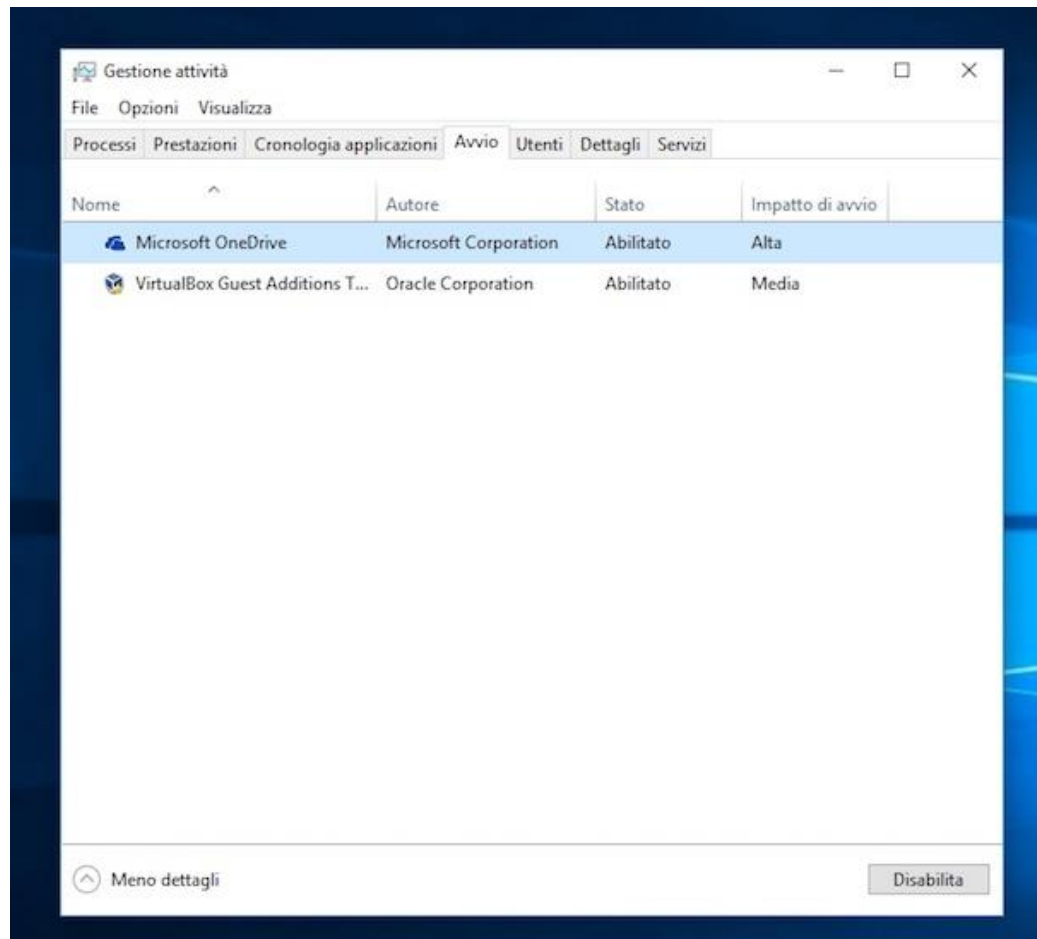 Gestione attività
File Opzioni Visualizza
Processi Prestazioni Cronologia applicazioni Avvio Utenti Dettagli Servizi
Nome Autore Stato Impatto di avvio
Microsoft OneDrive Microsoft Corporation Abilitato Alta
VirtualBox Guest Additions T... Oracle Corporation Abilitato Media
Meno dettagli Disabilita